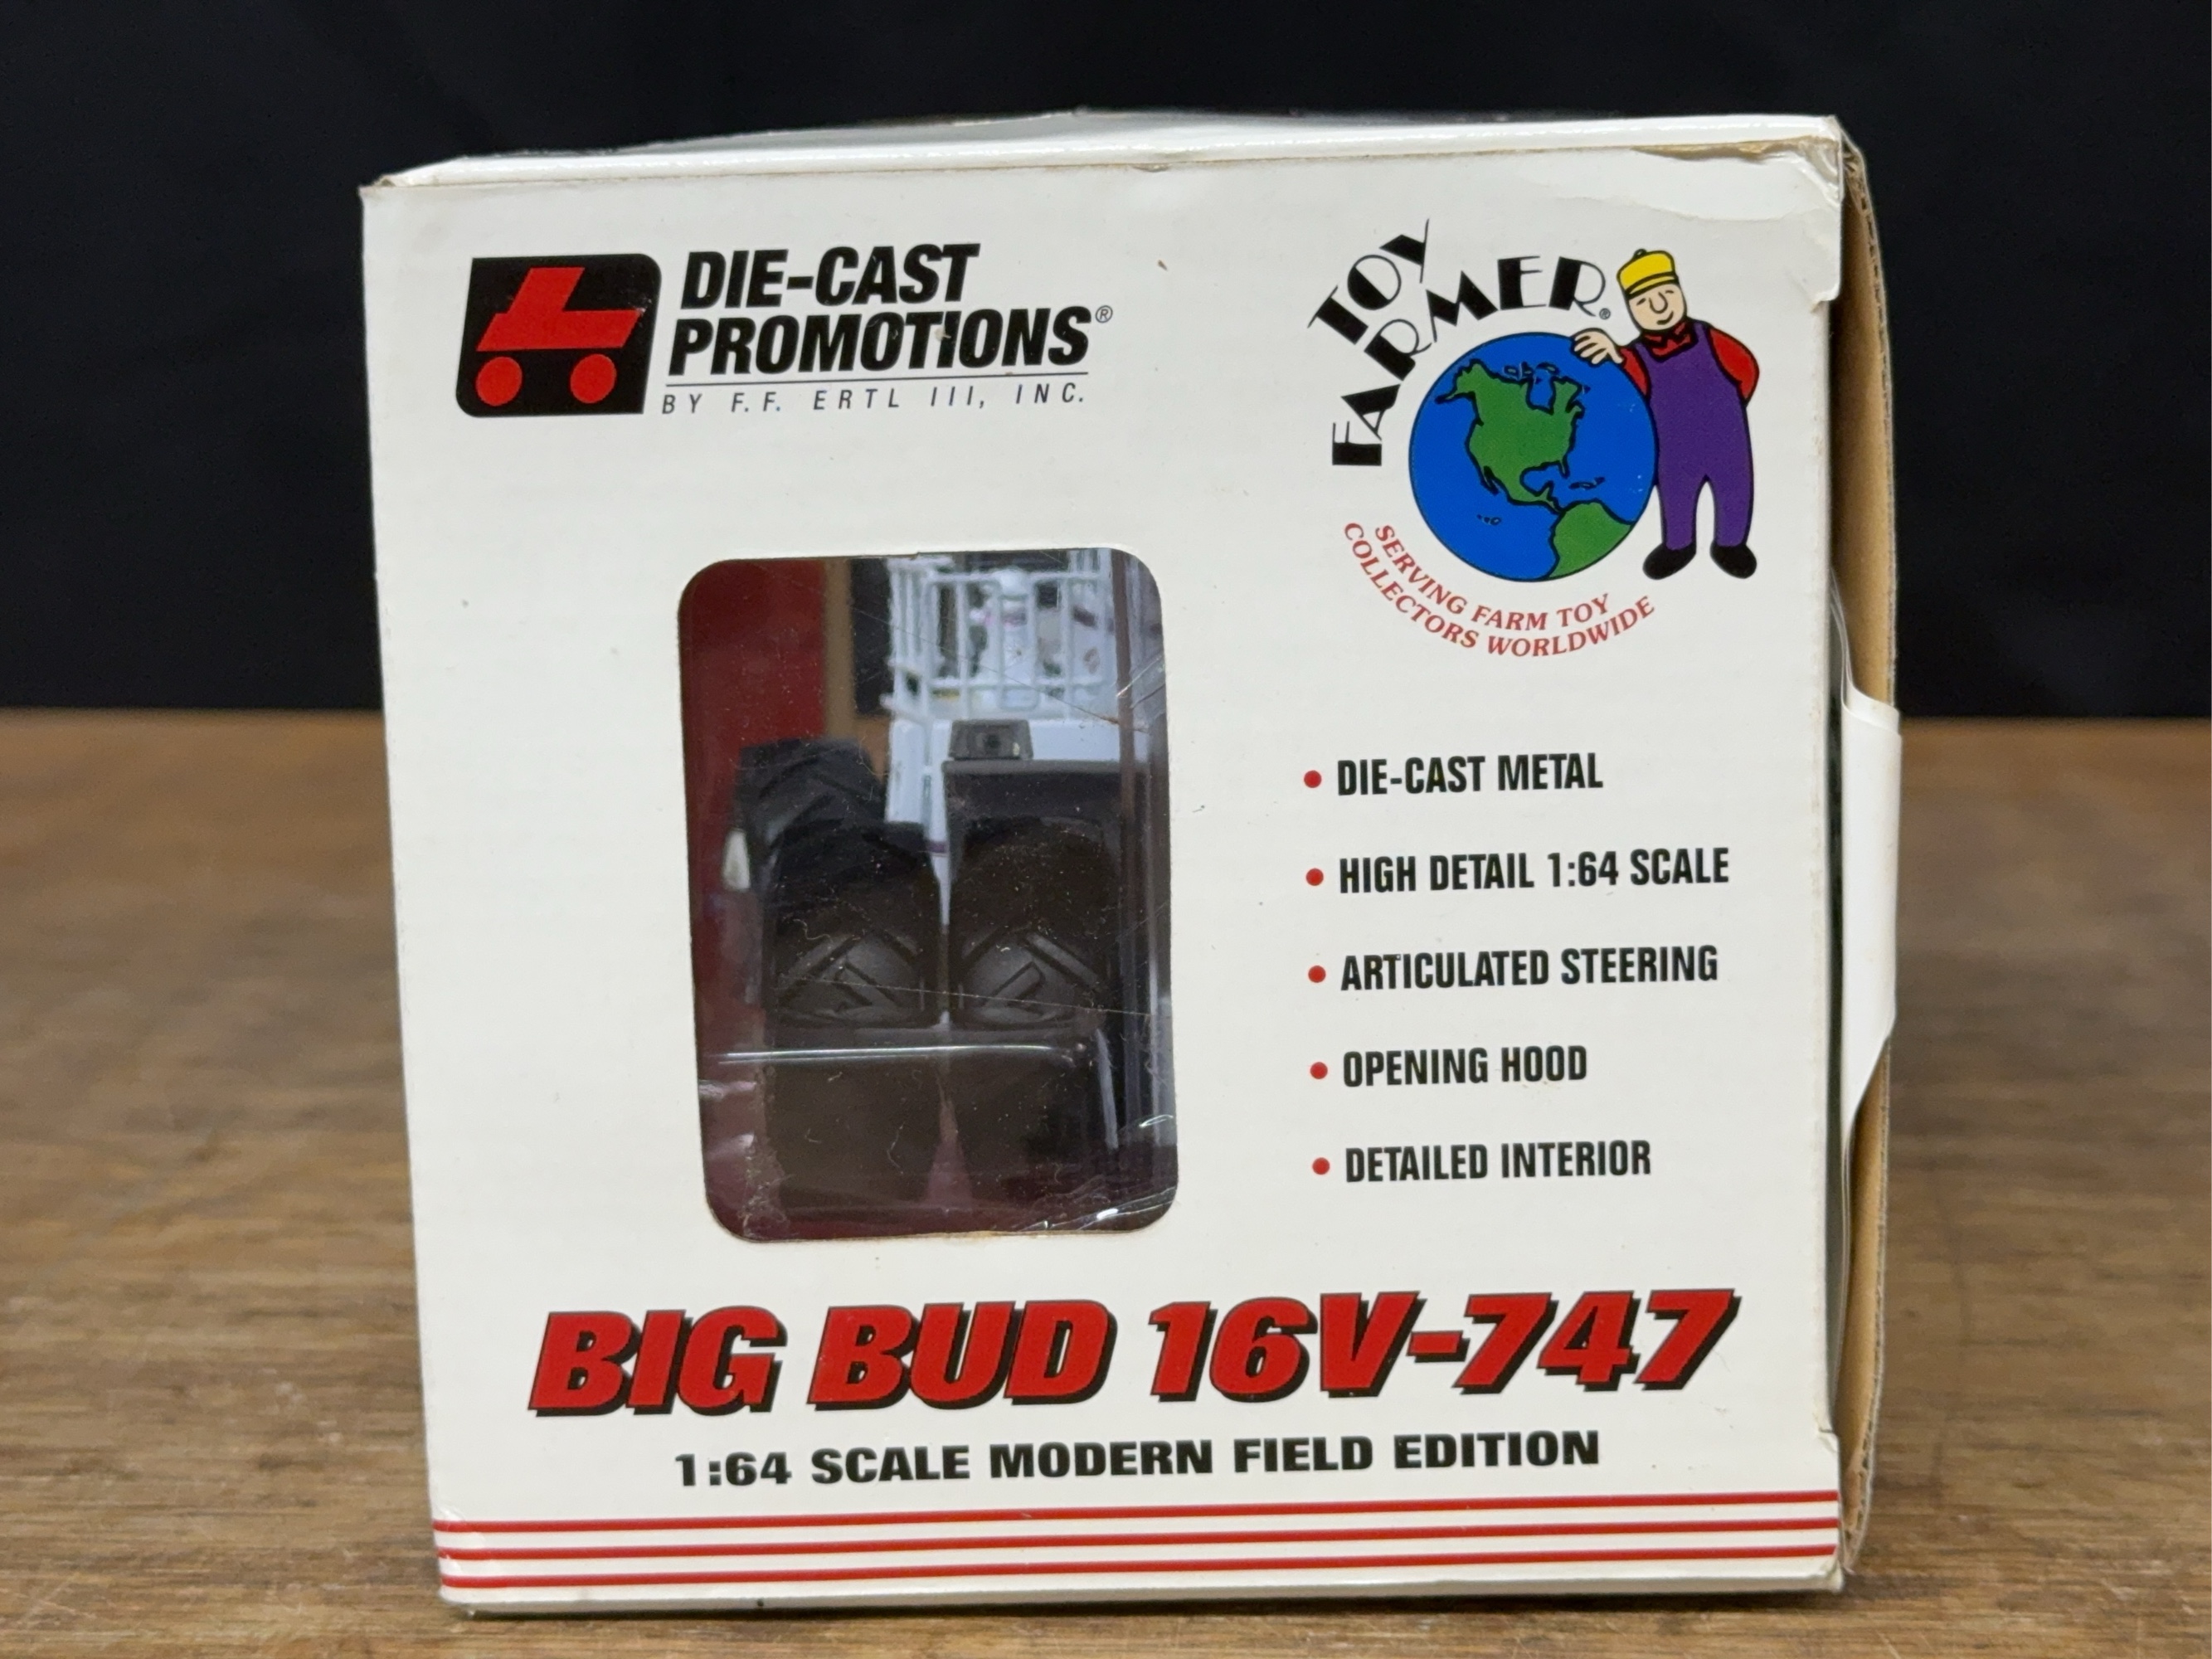 DIE-CAST
PROMOTIONS®
BY F.F. ERTL III, INC.
TOY
FARMER®
SERVING FARM TOY
COLLECTORS WORLDWIDE
• DIE-CAST METAL
• HIGH DETAIL 1:64 SCALE
• ARTICULATED STEERING
• OPENING HOOD
• DETAILED INTERIOR
BIG BUD 16V-747
1:64 SCALE MODERN FIELD EDITION